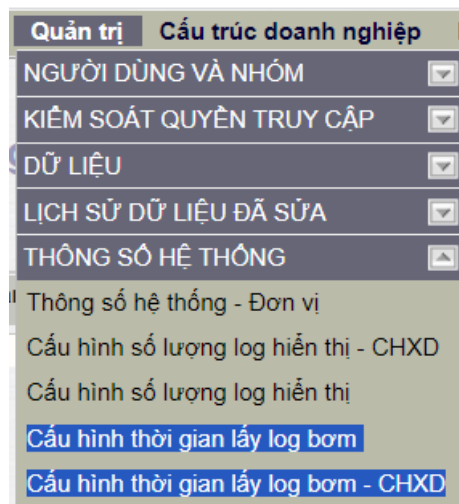 Quản trị Cấu trúc doanh nghiệp
NGƯỜI DÙNG VÀ NHÓM
KIỂM SOÁT QUYỀN TRUY CẬP
DỮ LIỆU
LỊCH SỬ DỮ LIỆU ĐÃ SỬA
THÔNG SỐ HỆ THỐNG
Thông số hệ thống - Đơn vị
Cấu hình số lượng log hiển thị - CHXD
Cấu hình số lượng log hiển thị
Cấu hình thời gian lấy log bơm
Cấu hình thời gian lấy log bơm - CHXD